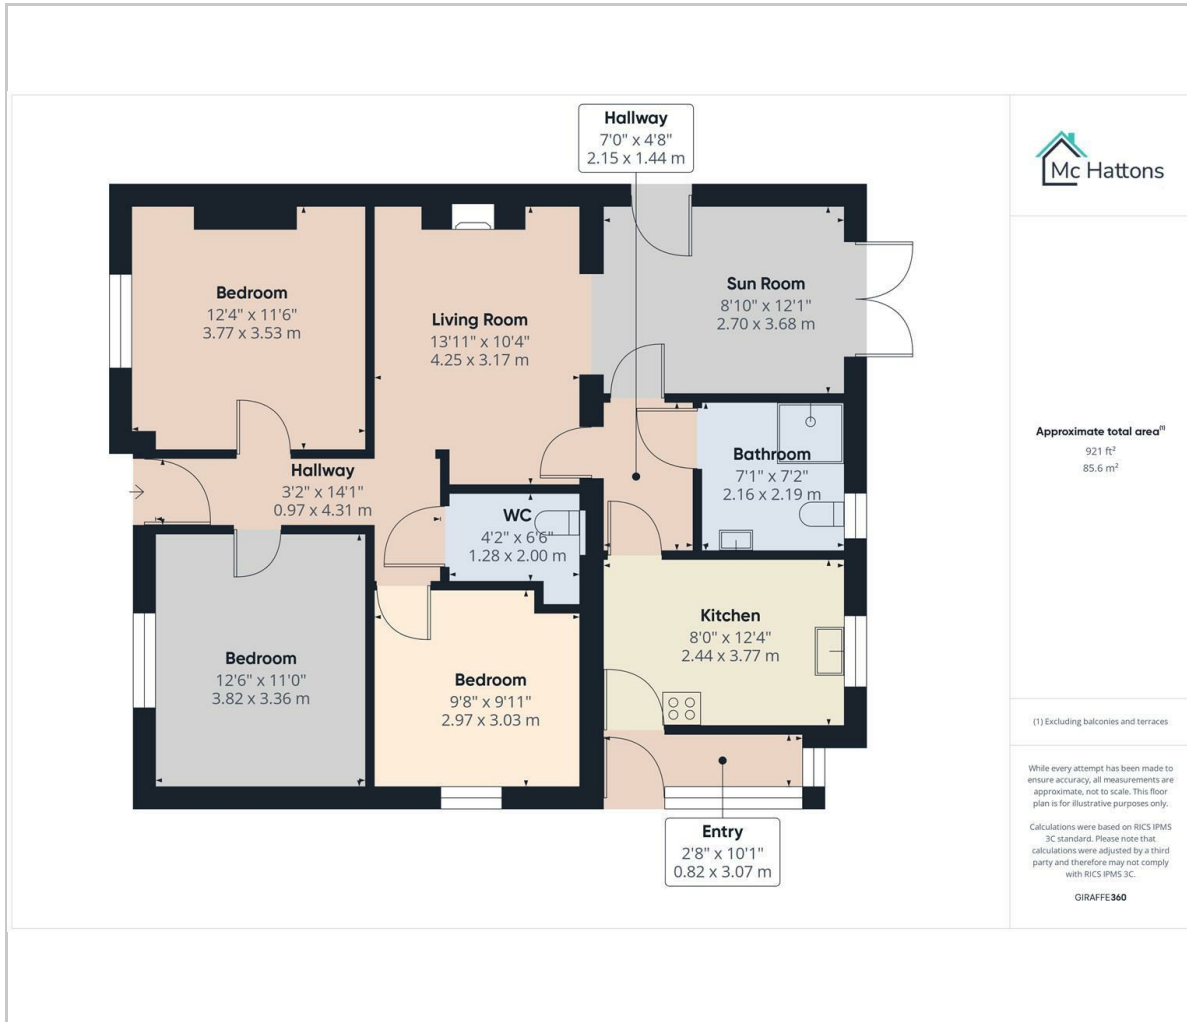 Hallway
7'0" x 4'8"
2.15 x 1.44 m
Mc Hattons
Bedroom
12'4" x 11'6"
3.77 x 3.53 m
Living Room
13'11" x 10'4"
4.25 x 3.17 m
Sun Room
8'10" x 12'1"
2.70 x 3.68 m
Hallway
3'2" x 14'1"
0.97 x 4.31 m
WC
4'2" x 6'6"
1.28 x 2.00 m
Bathroom
7'1" x 7'2"
2.16 x 2.19 m
Kitchen
8'0" x 12'4"
2.44 x 3.77 m
Bedroom
12'6" x 11'0"
3.82 x 3.36 m
Bedroom
9'8" x 9'11"
2.97 x 3.03 m
Entry
2'8" x 10'1"
0.82 x 3.07 m
Approximate total area(1)
921 ft²
85.6 m²
(1) Excluding balconies and terraces
While every attempt has been made to
ensure accuracy, all measurements are
approximate, not to scale. This floor
plan is for illustrative purposes only.
Calculations were based on RICS IPMS
3C standard. Please note that
calculations were adjusted by a third
party and therefore may not comply
with RICS IPMS 3C.
GIRAFFE360